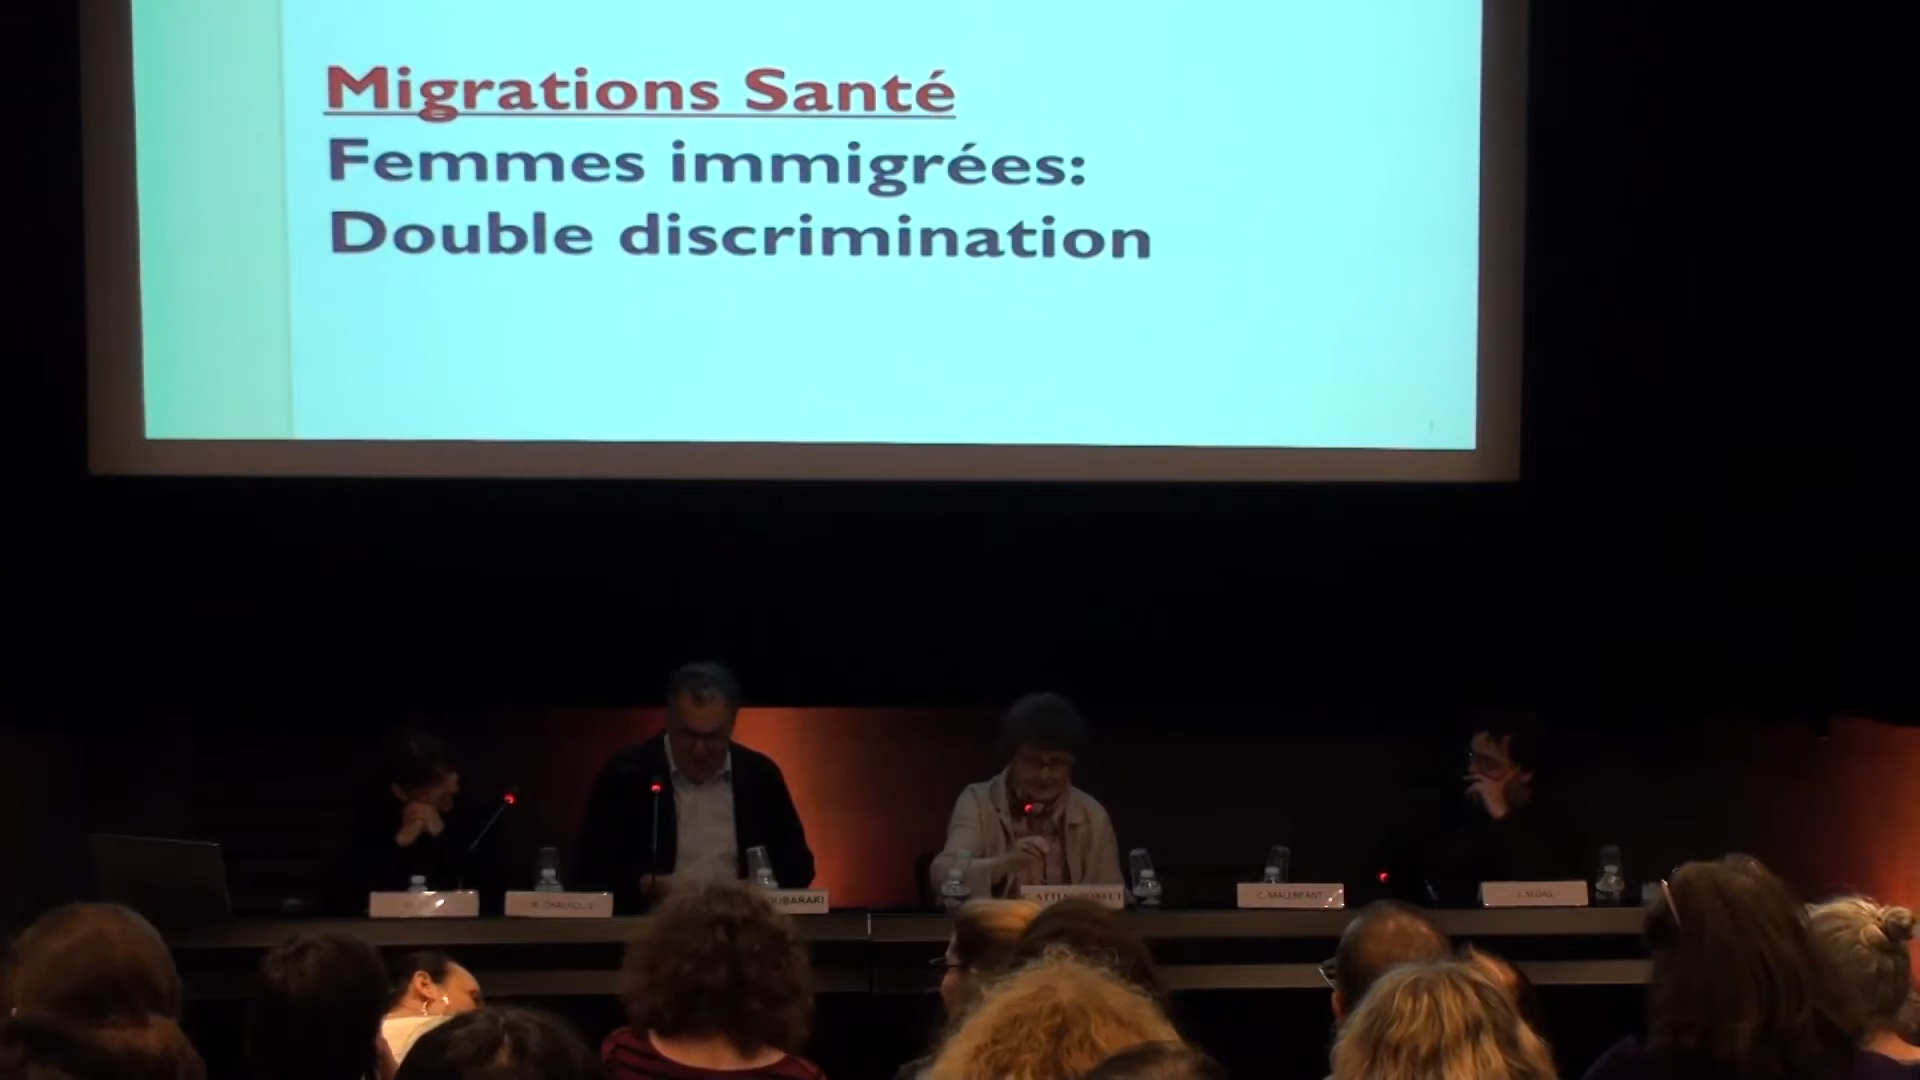 Migrations Santé
Femmes immigrées:
Double discrimination
C. MALENFANT